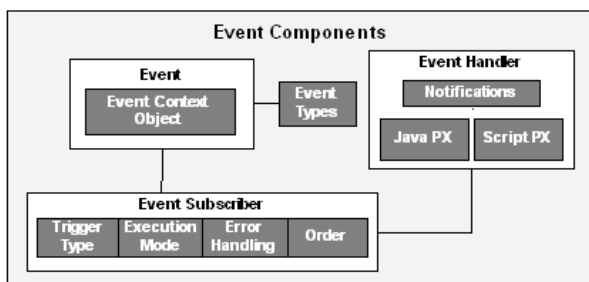 Event Components
Event
Event Context
Object
Event
Types
Event Handler
Notifications
Java PX
Script PX
Event Subscriber
Trigger
Type
Execution
Mode
Error
Handling
Order